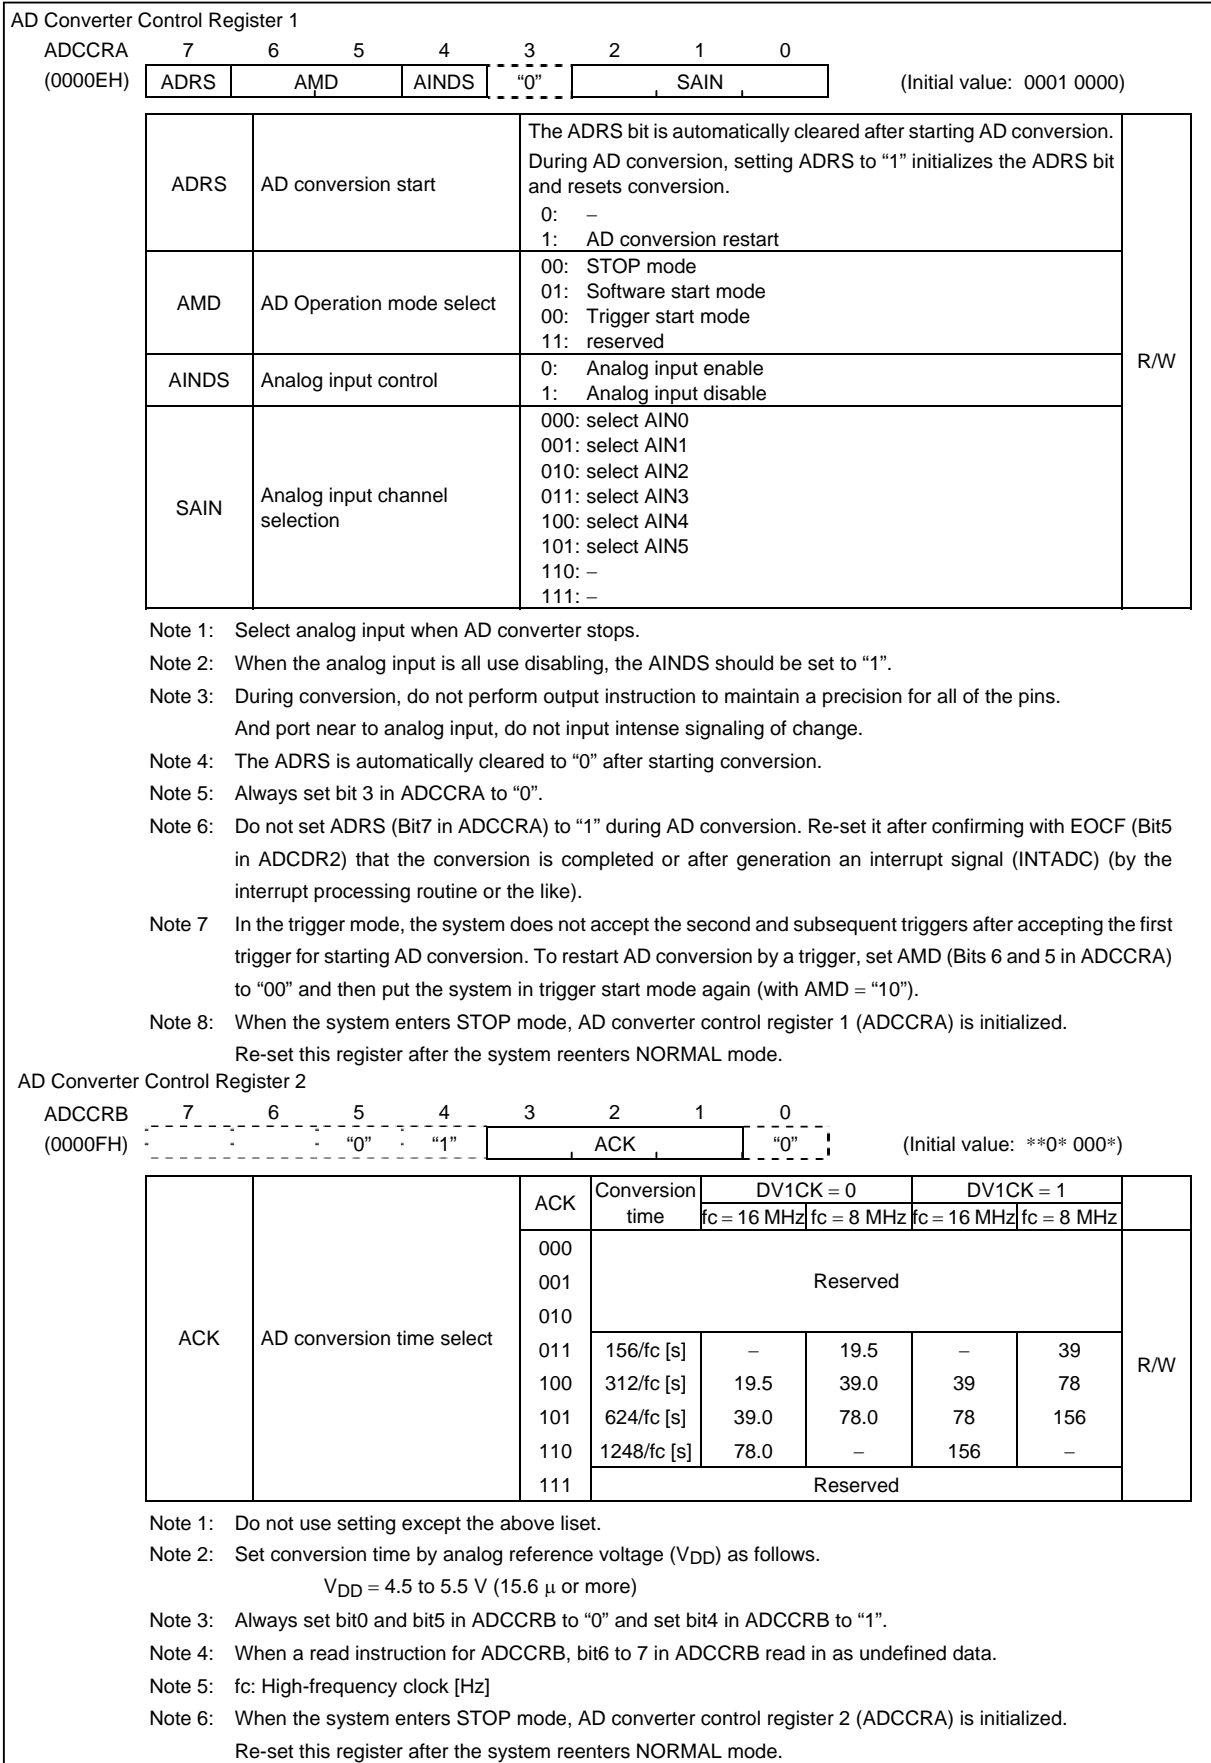 AD Converter Control Register 1
ADCCRA 7 6 5 4 3 2 1 0
(0000EH) ADRS AMD AINDS “0” SAIN (Initial value: 0001 0000)
ADRS AD conversion start
The ADRS bit is automatically cleared after starting AD conversion.
During AD conversion, setting ADRS to “1” initializes the ADRS bit
and resets conversion.
0: –
1: AD conversion restart
AMD AD Operation mode select
00: STOP mode
01: Software start mode
00: Trigger start mode
11: reserved
R/W
AINDS Analog input control
0: Analog input enable
1: Analog input disable
SAIN Analog input channel
selection
000: select AIN0
001: select AIN1
010: select AIN2
011: select AIN3
100: select AIN4
101: select AIN5
110: –
111: –
Note 1: Select analog input when AD converter stops.
Note 2: When the analog input is all use disabling, the AINDS should be set to “1”.
Note 3: During conversion, do not perform output instruction to maintain a precision for all of the pins.
And port near to analog input, do not input intense signaling of change.
Note 4: The ADRS is automatically cleared to “0” after starting conversion.
Note 5: Always set bit 3 in ADCCRA to “0”.
Note 6: Do not set ADRS (Bit7 in ADCCRA) to “1” during AD conversion. Re-set it after confirming with EOCF (Bit5
in ADCDR2) that the conversion is completed or after generation an interrupt signal (INTADC) (by the
interrupt processing routine or the like).
Note 7 In the trigger mode, the system does not accept the second and subsequent triggers after accepting the first
trigger for starting AD conversion. To restart AD conversion by a trigger, set AMD (Bits 6 and 5 in ADCCRA)
to “00” and then put the system in trigger start mode again (with AMD = “10”).
Note 8: When the system enters STOP mode, AD converter control register 1 (ADCCRA) is initialized.
Re-set this register after the system reenters NORMAL mode.
AD Converter Control Register 2
ADCCRB 7 6 5 4 3 2 1 0
(0000FH) “0” “1” ACK “0” (Initial value: **0* 000*)
ACK AD conversion time select
ACK Conversion time DV1CK = 0 DV1CK = 1
fc = 16 MHz fc = 8 MHz fc = 16 MHz fc = 8 MHz
000
001 Reserved
010
011 156/fc [s] – 19.5 – 39
R/W
100 312/fc [s] 19.5 39.0 39 78
101 624/fc [s] 39.0 78.0 78 156
110 1248/fc [s] 78.0 – 156 –
111 Reserved
Note 1: Do not use setting except the above liset.
Note 2: Set conversion time by analog reference voltage (VDD) as follows.
VDD = 4.5 to 5.5 V (15.6 μ or more)
Note 3: Always set bit0 and bit5 in ADCCRB to “0” and set bit4 in ADCCRB to “1”.
Note 4: When a read instruction for ADCCRB, bit6 to 7 in ADCCRB read in as undefined data.
Note 5: fc: High-frequency clock [Hz]
Note 6: When the system enters STOP mode, AD converter control register 2 (ADCCRA) is initialized.
Re-set this register after the system reenters NORMAL mode.